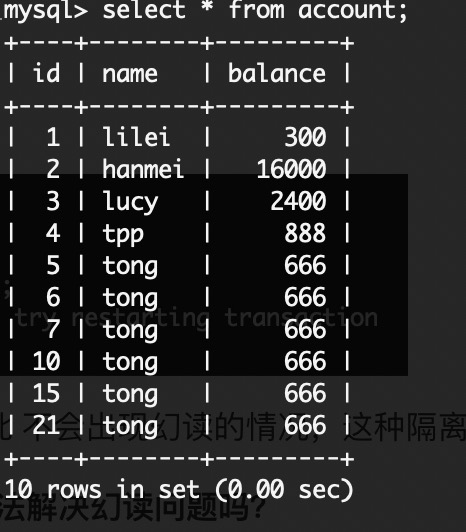 mysql> select * from account;
+----+--------+---------+
| id | name   | balance |
+----+--------+---------+
|  1 | lilei  |     300 |
|  2 | hanmei |   16000 |
|  3 | lucy   |    2400 |
|  4 | tpp    |     888 |
|  5 | tong   |     666 |
|  6 | tong   |     666 |
try restarting transaction
|  7 | tong   |     666 |
| 10 | tong   |     666 |
| 15 | tong   |     666 |
不会出现幻读的情况，这种隔离
| 21 | tong   |     666 |
+----+--------+---------+
10 rows in set (0.00 sec)
法解决幻读问题吗？